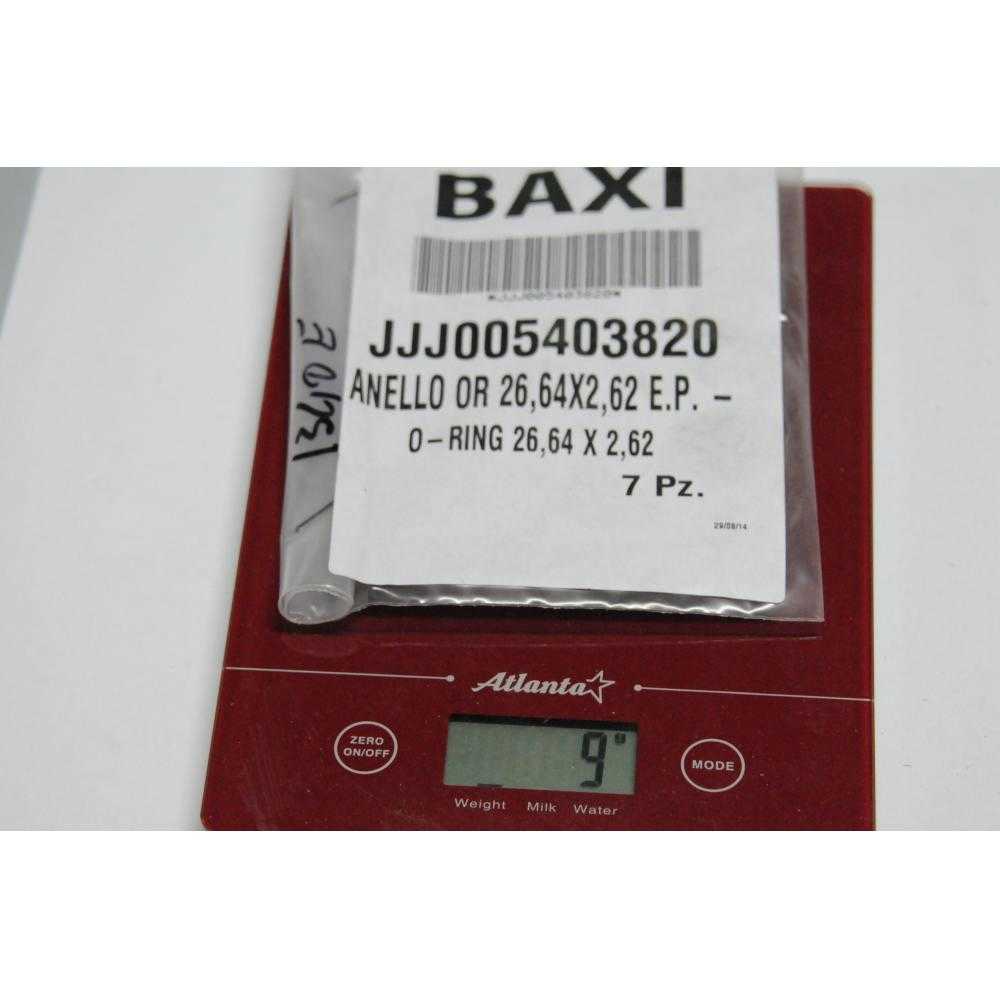 BAXI
*JJJ005403820*
JJJ005403820
ANELLO OR 26,64X2,62 E.P. –
O-RING 26,64 X 2,62
7 Pz.
29/08/14
Atlanta
ZERO
ON/OFF
9 g
MODE
Weight Milk Water